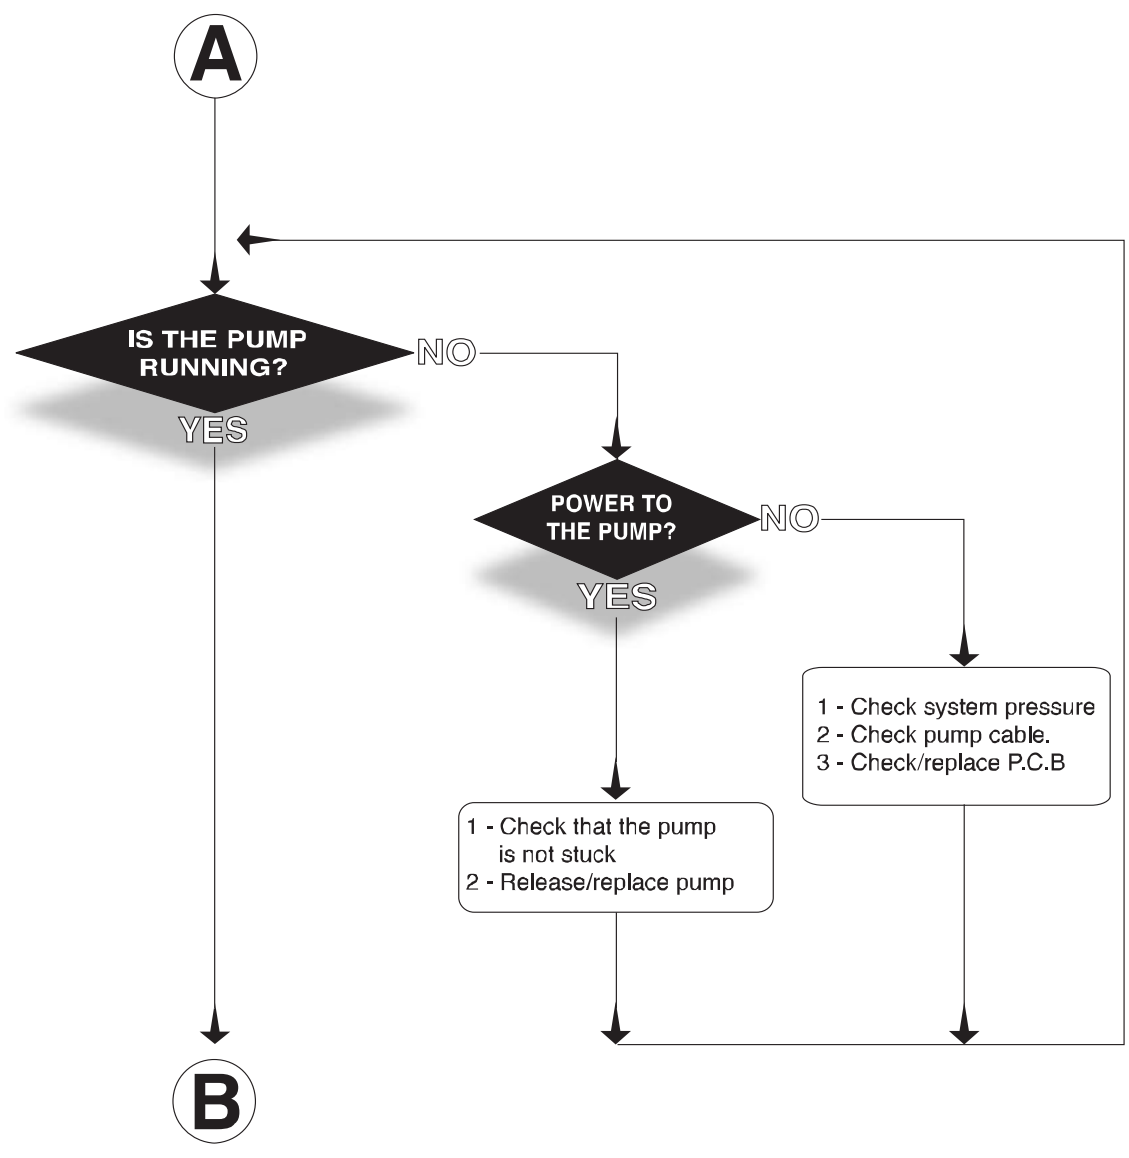 A
IS THE PUMP
RUNNING?
NO
YES
POWER TO
THE PUMP?
NO
YES
1 - Check system pressure
2 - Check pump cable.
3 - Check/replace P.C.B
1 - Check that the pump
is not stuck
2 - Release/replace pump
B